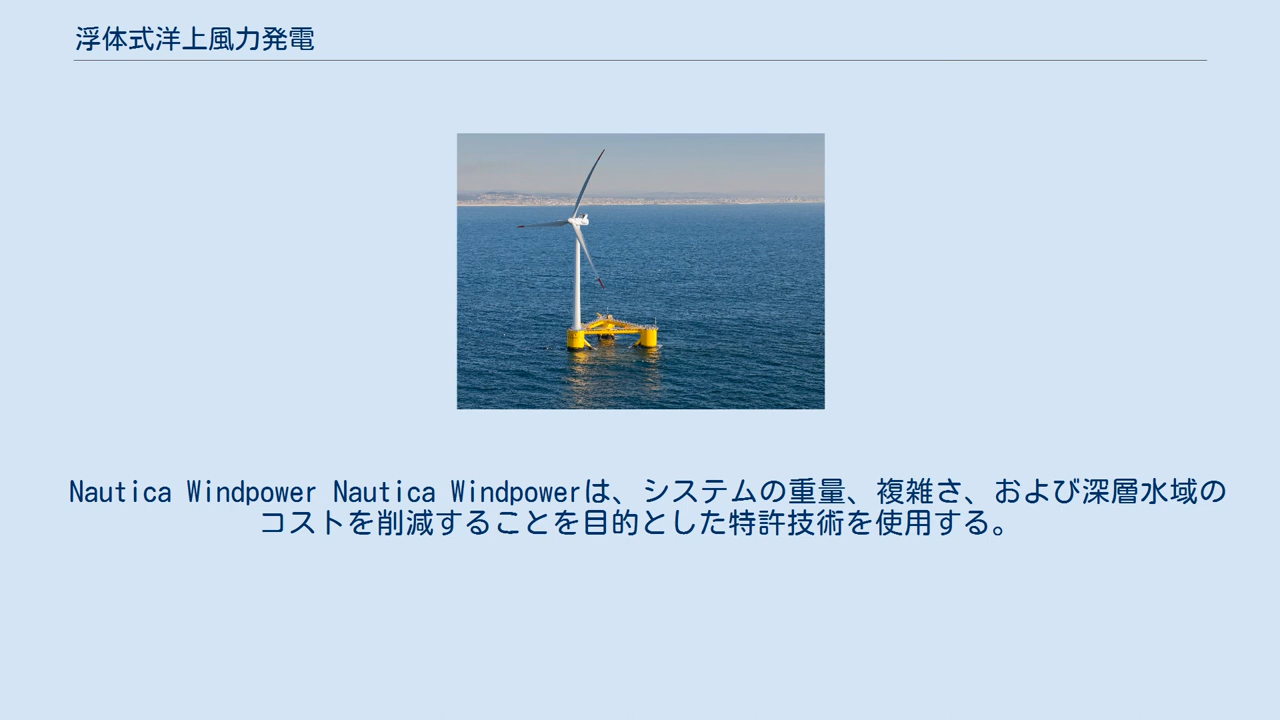 浮体式洋上風力発電
Nautica Windpower Nautica Windpowerは、システムの重量、複雑さ、および深層水域の
コストを削減することを目的とした特許技術を使用する。